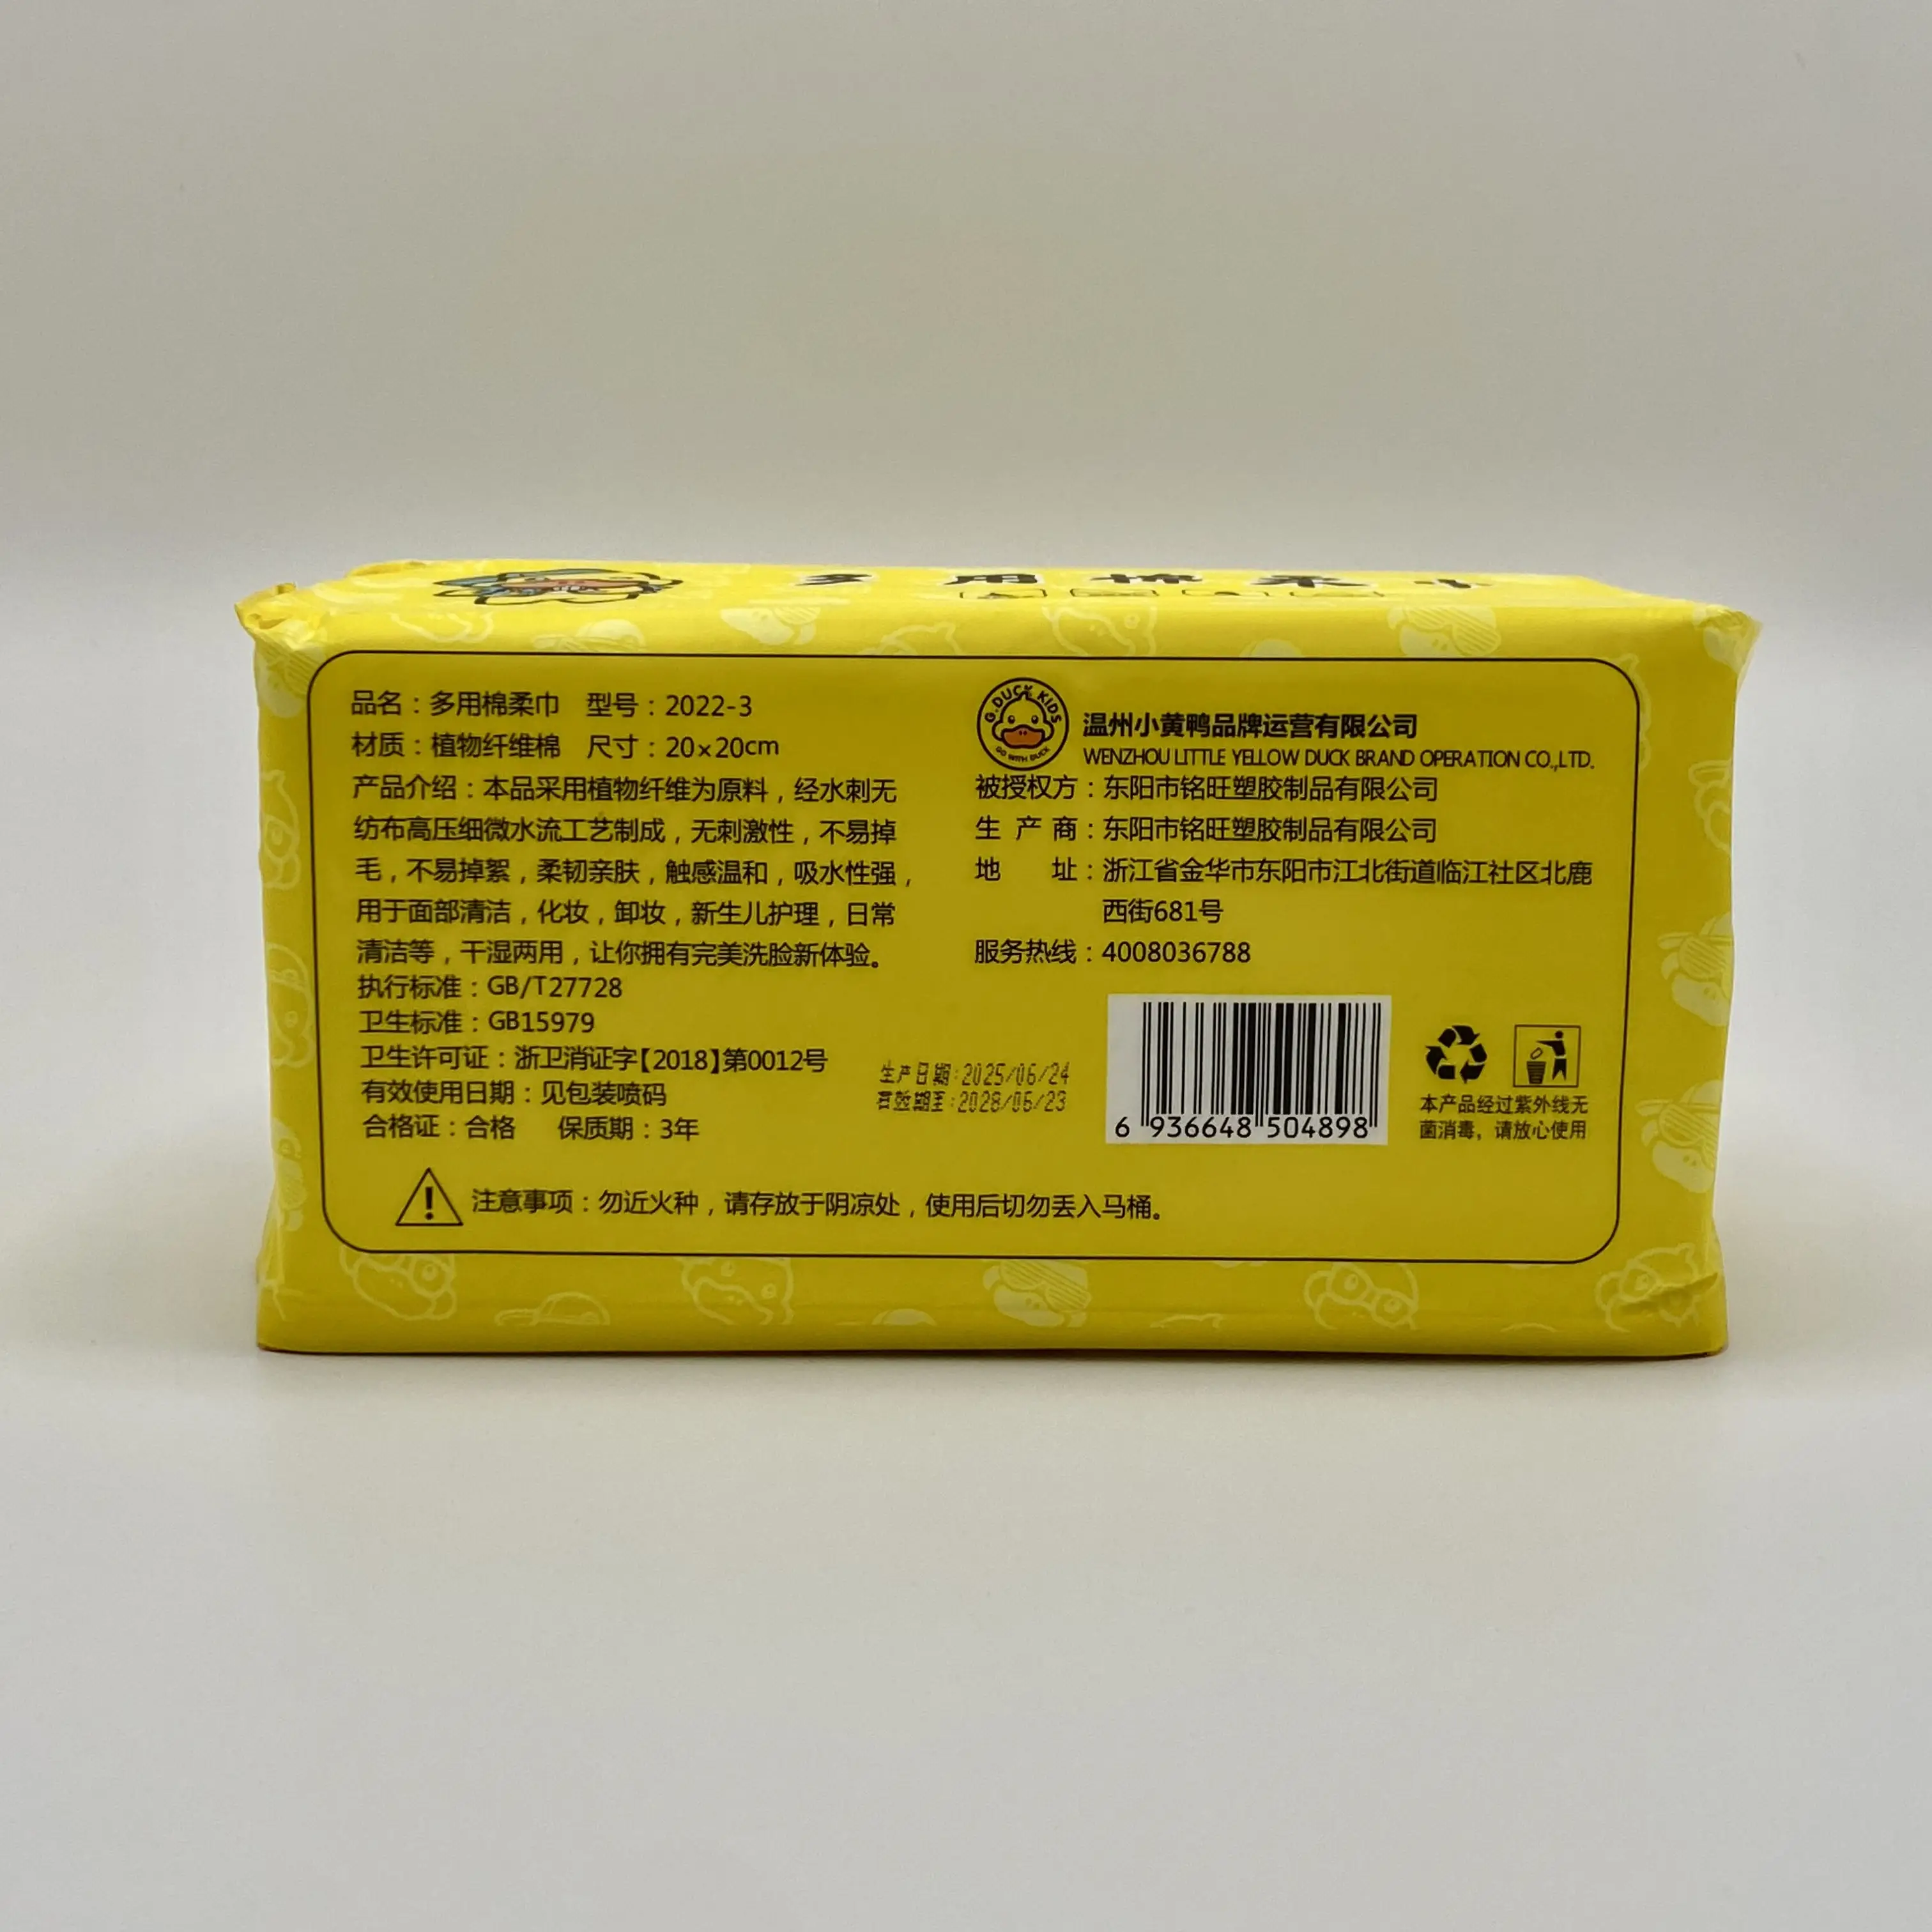 多用棉柔巾
品名：多用棉柔巾 型号：2022-3
材质：植物纤维棉 尺寸：20×20cm
产品介绍：本品采用植物纤维为原料，经水刺无
纺布高压细微水流工艺制成，无刺激性，不易掉
毛，不易掉絮，柔韧亲肤，触感温和，吸水性强，
用于面部清洁，化妆，卸妆，新生儿护理，日常
清洁等，干湿两用，让你拥有完美洗脸新体验。
执行标准：GB/T27728
卫生标准：GB15979
卫生许可证：浙卫消证字【2018】第0012号
有效使用日期：见包装喷码
合格证：合格 保质期：3年
注意事项：勿近火种，请存放于阴凉处，使用后切勿丢入马桶。
G.DUCK KIDS
GO WITH DUCK
温州小黄鸭品牌运营有限公司
WENZHOU LITTLE YELLOW DUCK BRAND OPERATION CO.,LTD.
被授权方：东阳市铭旺塑胶制品有限公司
生产商：东阳市铭旺塑胶制品有限公司
地址：浙江省金华市东阳市江北街道临江社区北鹿
西街681号
服务热线：4008036788
生产日期:2025/06/24
有效期至:2028/06/23
6 936648 504898
本产品经过紫外线无
菌消毒，请放心使用